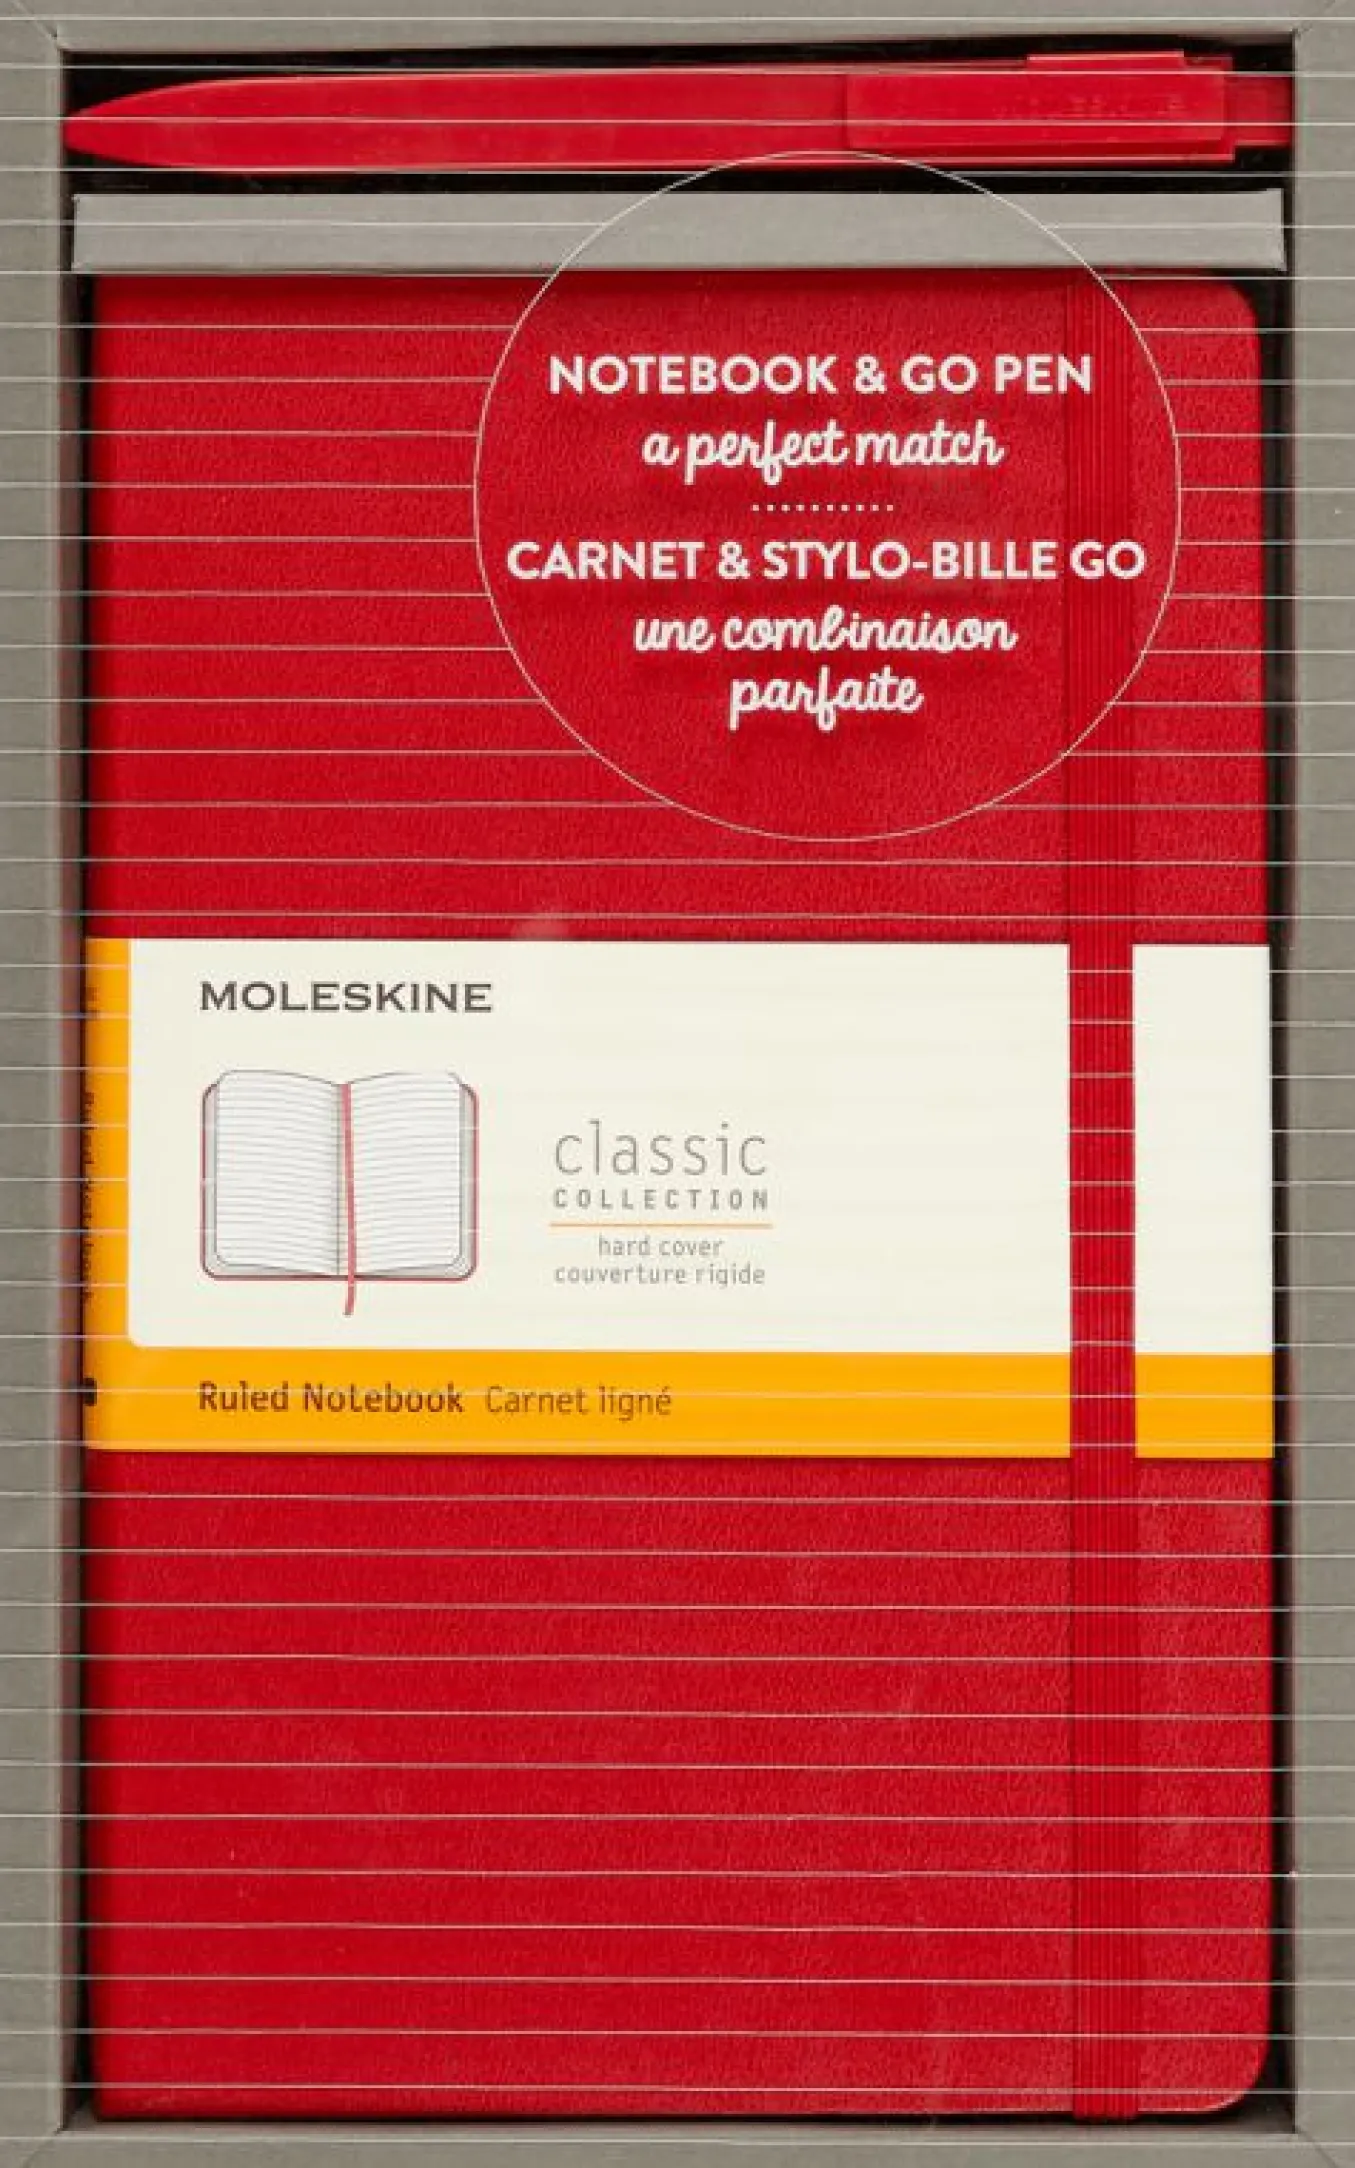 NOTEBOOK & GO PEN
a perfect match
CARNET & STYLO-BILLE GO
une combinaison
parfaite
MOLESKINE
classic
COLLECTION
hard cover
couverture rigide
Ruled Notebook Carnet ligné